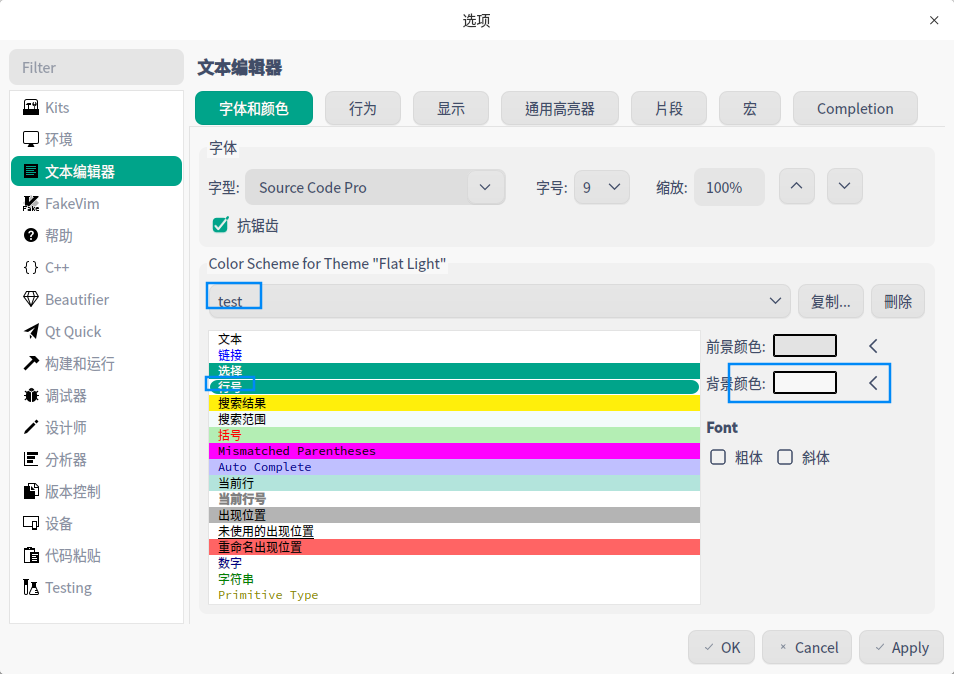 选项
Filter
Kits
环境
文本编辑器
FakeVim
帮助
C++
Beautifier
Qt Quick
构建和运行
调试器
设计师
分析器
版本控制
设备
代码粘贴
Testing
文本编辑器
字体和颜色 行为 显示 通用高亮器 片段 宏 Completion
字体
字型: Source Code Pro 字号: 9 缩放: 100%
抗锯齿
Color Scheme for Theme "Flat Light"
test 复制... 删除
文本
链接
选择
行号
搜索结果
搜索范围
括号
Mismatched Parentheses
Auto Complete
当前行
当前行号
出现位置
未使用的出现位置
重命名出现位置
数字
字符串
Primitive Type
前景颜色:
背景颜色:
Font
粗体 斜体
OK Cancel Apply